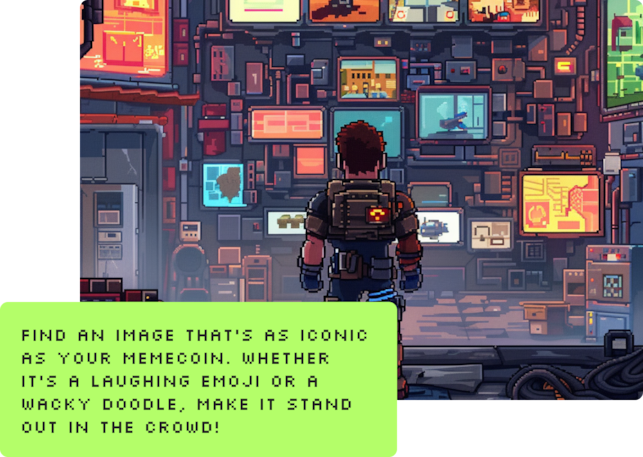 FIND AN IMAGE THAT'S AS ICONIC
AS YOUR MEMECOIN. WHETHER
IT'S A LAUGHING EMOJI OR A
WACKY DOODLE, MAKE IT STAND
OUT IN THE CROWD!